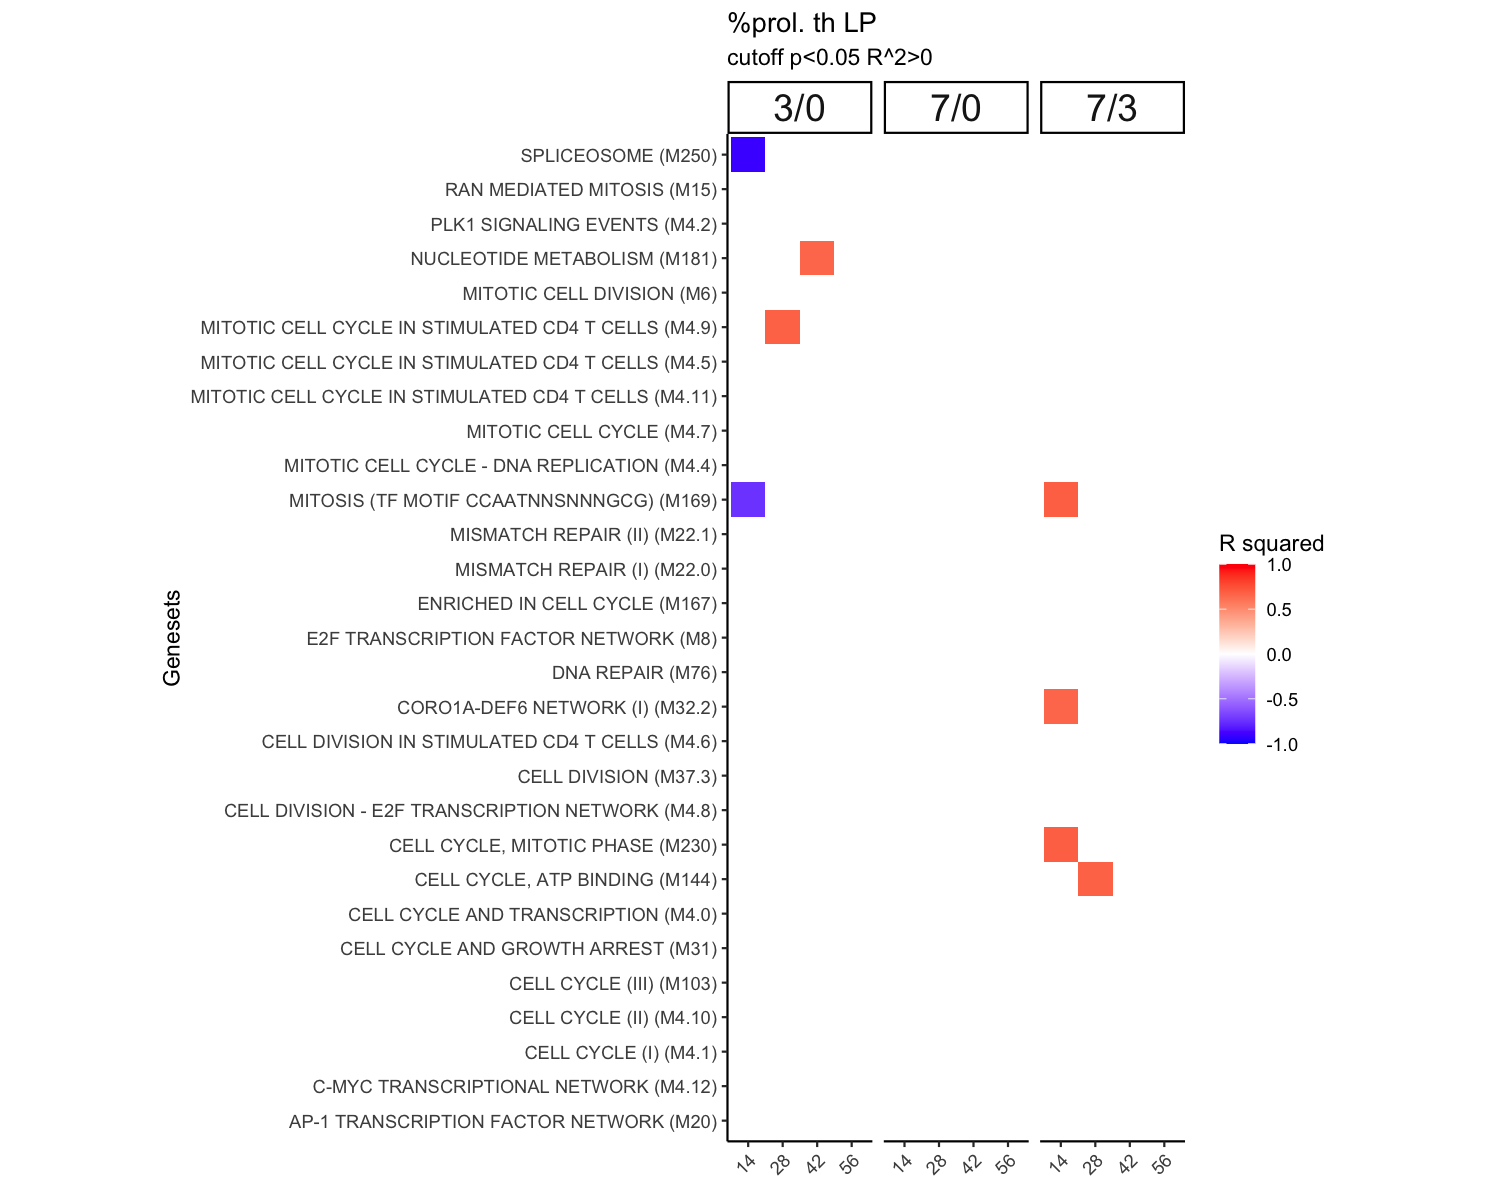 %prol. th LP
cutoff p<0.05 R^2>0
3/0 7/0 7/3
SPLICEOSOME (M250)
RAN MEDIATED MITOSIS (M15)
PLK1 SIGNALING EVENTS (M4.2)
NUCLEOTIDE METABOLISM (M181)
MITOTIC CELL DIVISION (M6)
MITOTIC CELL CYCLE IN STIMULATED CD4 T CELLS (M4.9)
MITOTIC CELL CYCLE IN STIMULATED CD4 T CELLS (M4.5)
MITOTIC CELL CYCLE IN STIMULATED CD4 T CELLS (M4.11)
MITOTIC CELL CYCLE (M4.7)
MITOTIC CELL CYCLE - DNA REPLICATION (M4.4)
MITOSIS (TF MOTIF CCAATNNSNNNGCG) (M169)
MISMATCH REPAIR (II) (M22.1)
MISMATCH REPAIR (I) (M22.0)
ENRICHED IN CELL CYCLE (M167)
E2F TRANSCRIPTION FACTOR NETWORK (M8)
DNA REPAIR (M76)
CORO1A-DEF6 NETWORK (I) (M32.2)
CELL DIVISION IN STIMULATED CD4 T CELLS (M4.6)
CELL DIVISION (M37.3)
CELL DIVISION - E2F TRANSCRIPTION NETWORK (M4.8)
CELL CYCLE, MITOTIC PHASE (M230)
CELL CYCLE, ATP BINDING (M144)
CELL CYCLE AND TRANSCRIPTION (M4.0)
CELL CYCLE AND GROWTH ARREST (M31)
CELL CYCLE (III) (M103)
CELL CYCLE (II) (M4.10)
CELL CYCLE (I) (M4.1)
C-MYC TRANSCRIPTIONAL NETWORK (M4.12)
AP-1 TRANSCRIPTION FACTOR NETWORK (M20)
Genesets
14 28 42 56 14 28 42 56 14 28 42 56
R squared
1.0
0.5
0.0
-0.5
-1.0